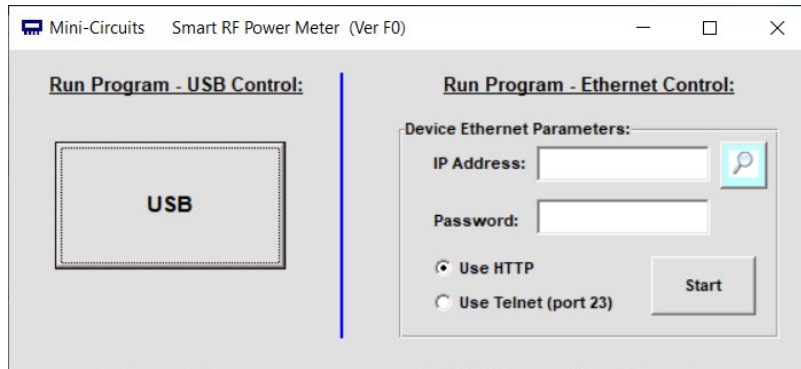 Mini-Circuits Smart RF Power Meter (Ver F0)
Run Program - USB Control:
USB
Run Program - Ethernet Control:
Device Ethernet Parameters:
IP Address:
Password:
Use HTTP
Use Telnet (port 23)
Start